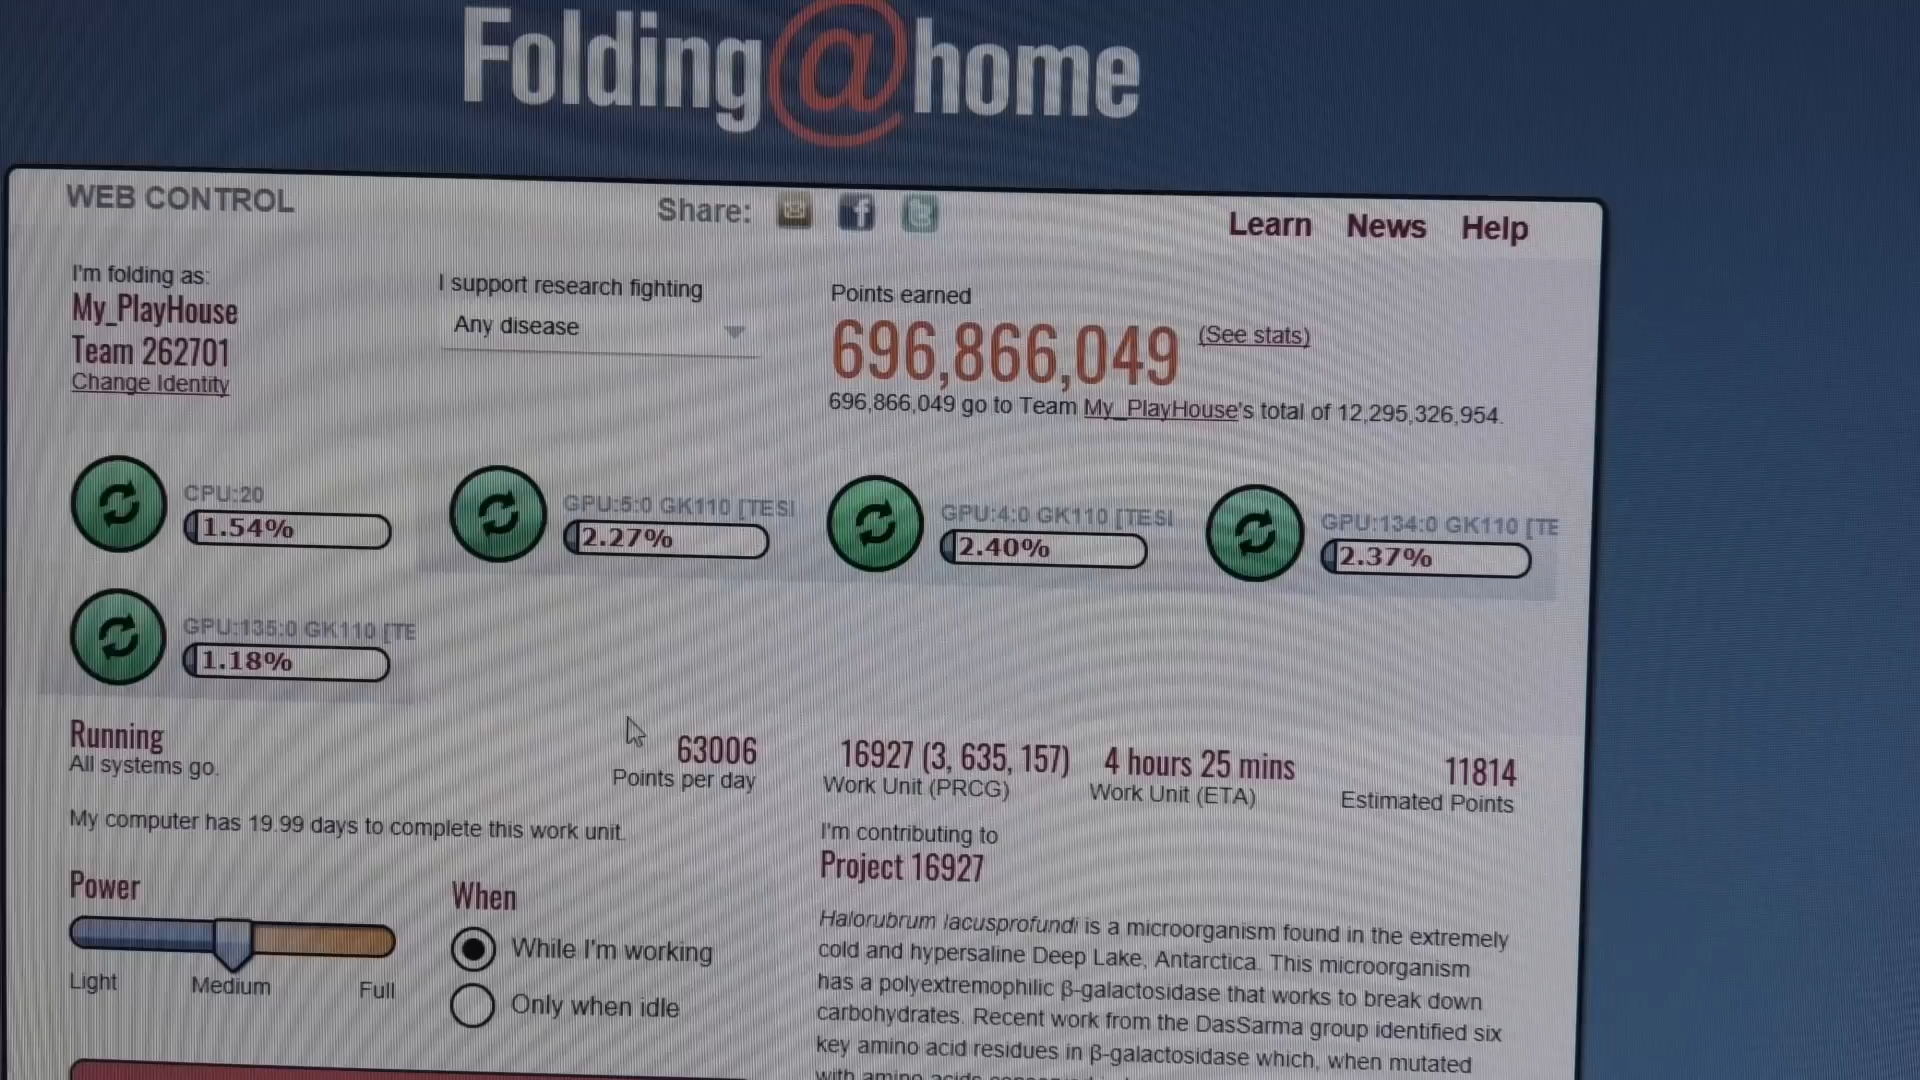 Folding@home
WEB CONTROL
Share:
Learn News Help
I'm folding as:
My_PlayHouse
Team 262701
Change Identity
I support research fighting
Any disease
Points earned
696,866,049 (See stats)
696,866,049 go to Team My_PlayHouse's total of 12,295,326,954.
CPU:20
1.54%
GPU:5:0 GK110 [TESI
2.27%
GPU:4:0 GK110 [TESI
2.40%
GPU:134:0 GK110 [TE
2.37%
GPU:135:0 GK110 [TE
1.18%
Running
All systems go.
63006
Points per day
16927 (3, 635, 157)
Work Unit (PRCG)
4 hours 25 mins
Work Unit (ETA)
11814
Estimated Points
My computer has 19.99 days to complete this work unit.
Power
Light Medium Full
When
While I'm working
Only when idle
I'm contributing to
Project 16927
Halorubrum lacusprofundi is a microorganism found in the extremely
cold and hypersaline Deep Lake, Antarctica. This microorganism
has a polyextremophilic β-galactosidase that works to break down
carbohydrates. Recent work from the DasSarma group identified six
key amino acid residues in β-galactosidase which, when mutated
with amino acids